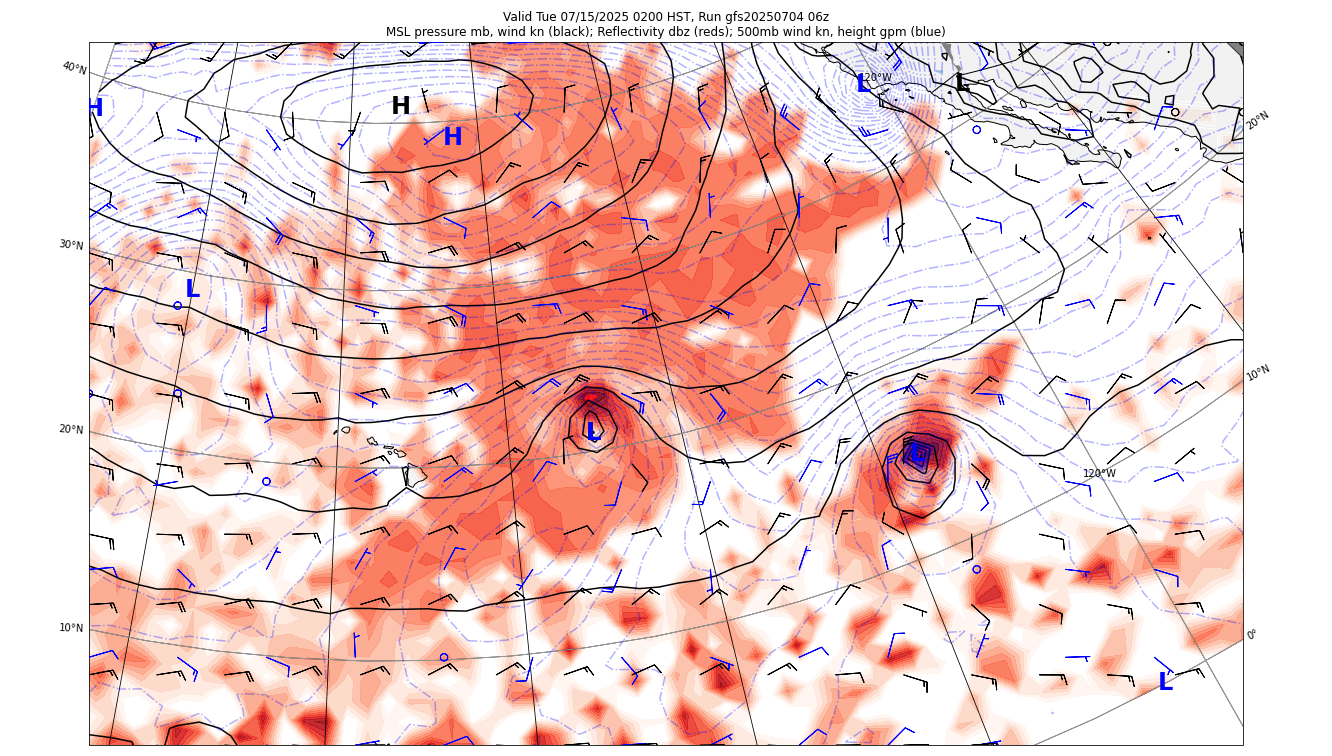 Valid Tue 07/15/2025 0200 HST, Run gfs20250704 06z
MSL pressure mb, wind kn (black); Reflectivity dbz (reds); 500mb wind kn, height gpm (blue)
40°N
120°W
L
L
H
H
H
20°N
30°N
L
10°N
20°N
L
L
120°W
10°N
0°
L